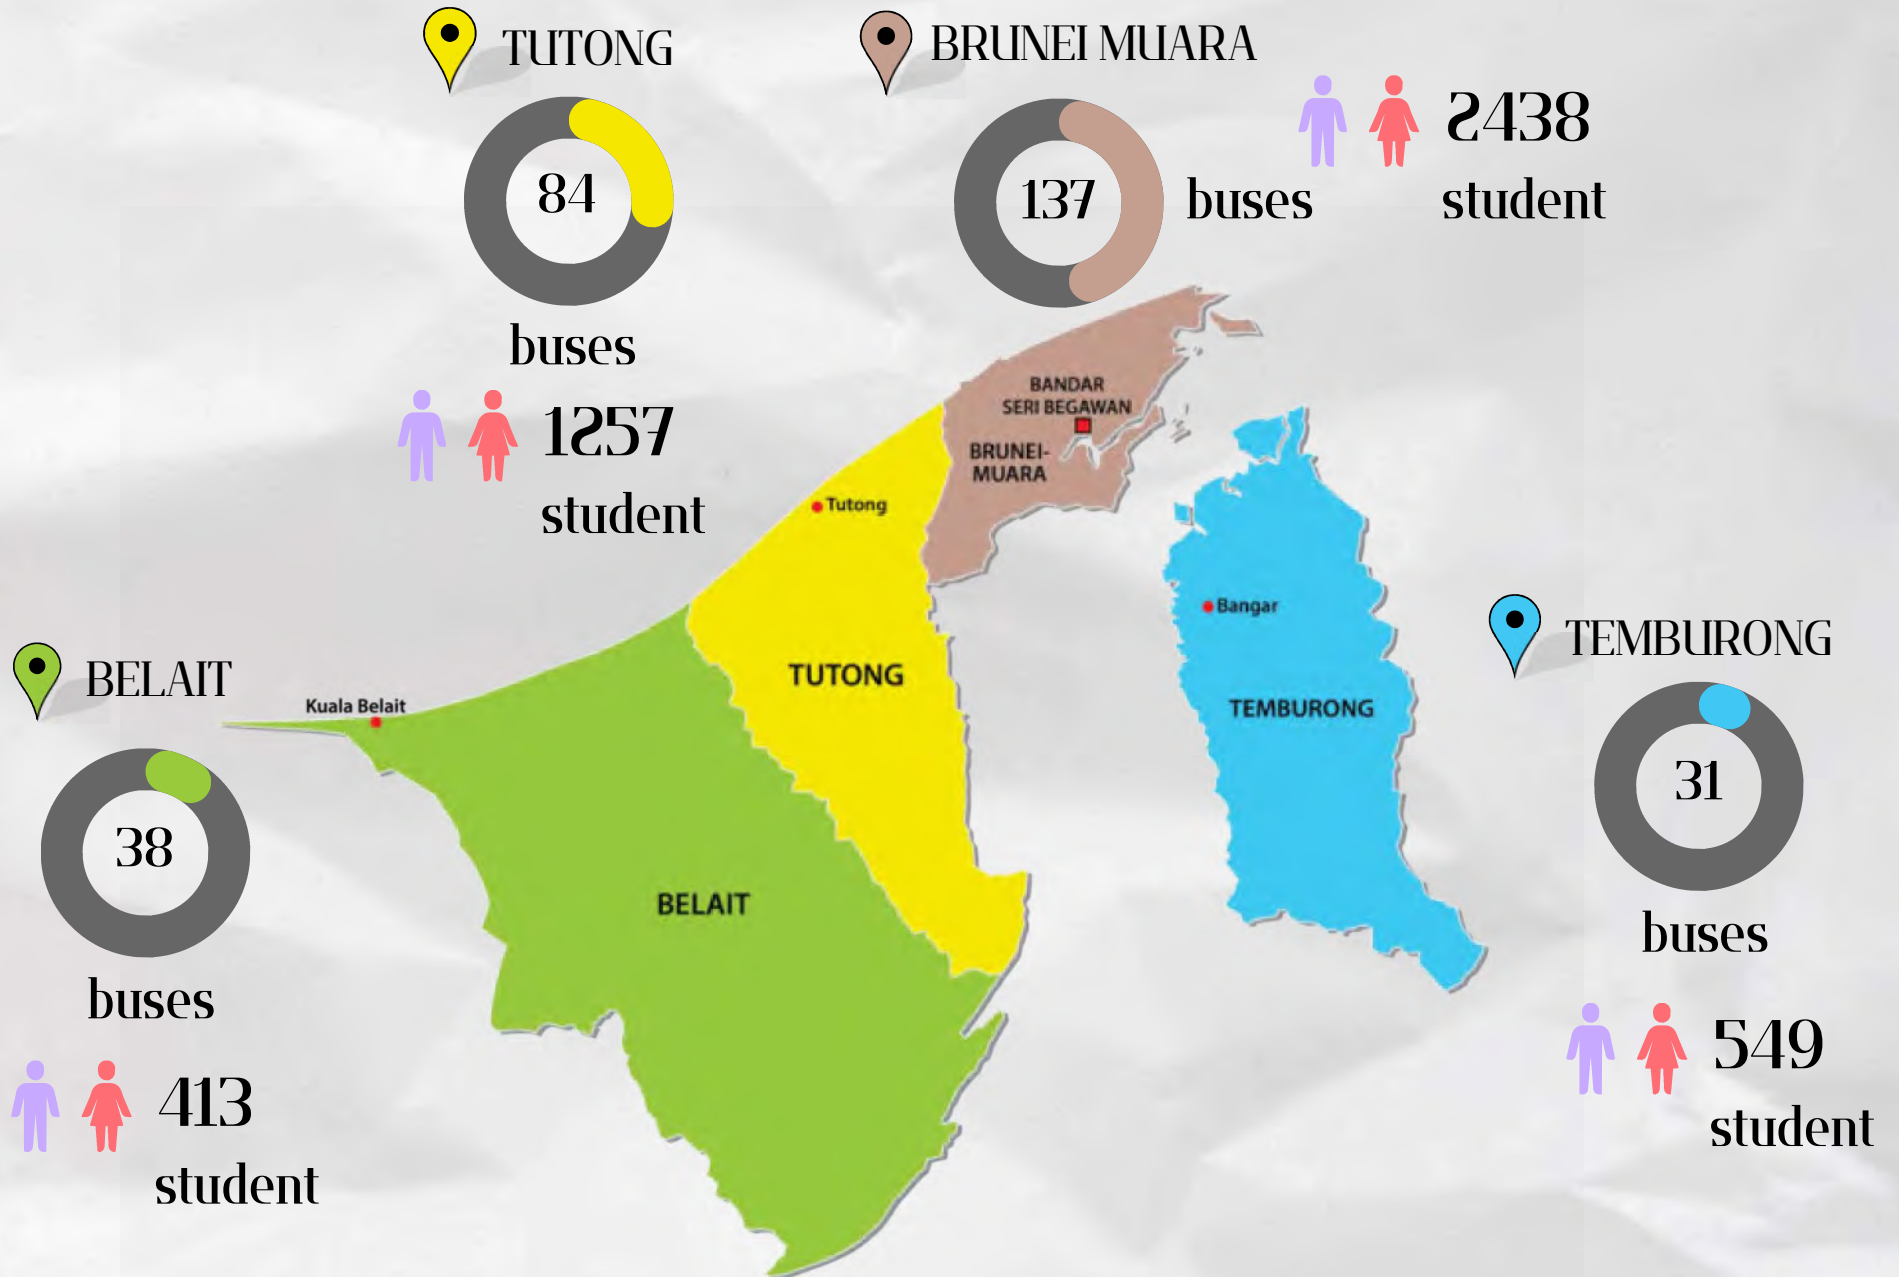 TUTONG
84
buses
1257
student
BRUNEI MUARA
137
buses
2438
student
BANDAR
SERI BEGAWAN
BRUNEI-
MUARA
Tutong
TUTONG
Bangar
TEMBURONG
Kuala Belait
BELAIT
BELAIT
38
buses
413
student
TEMBURONG
31
buses
549
student